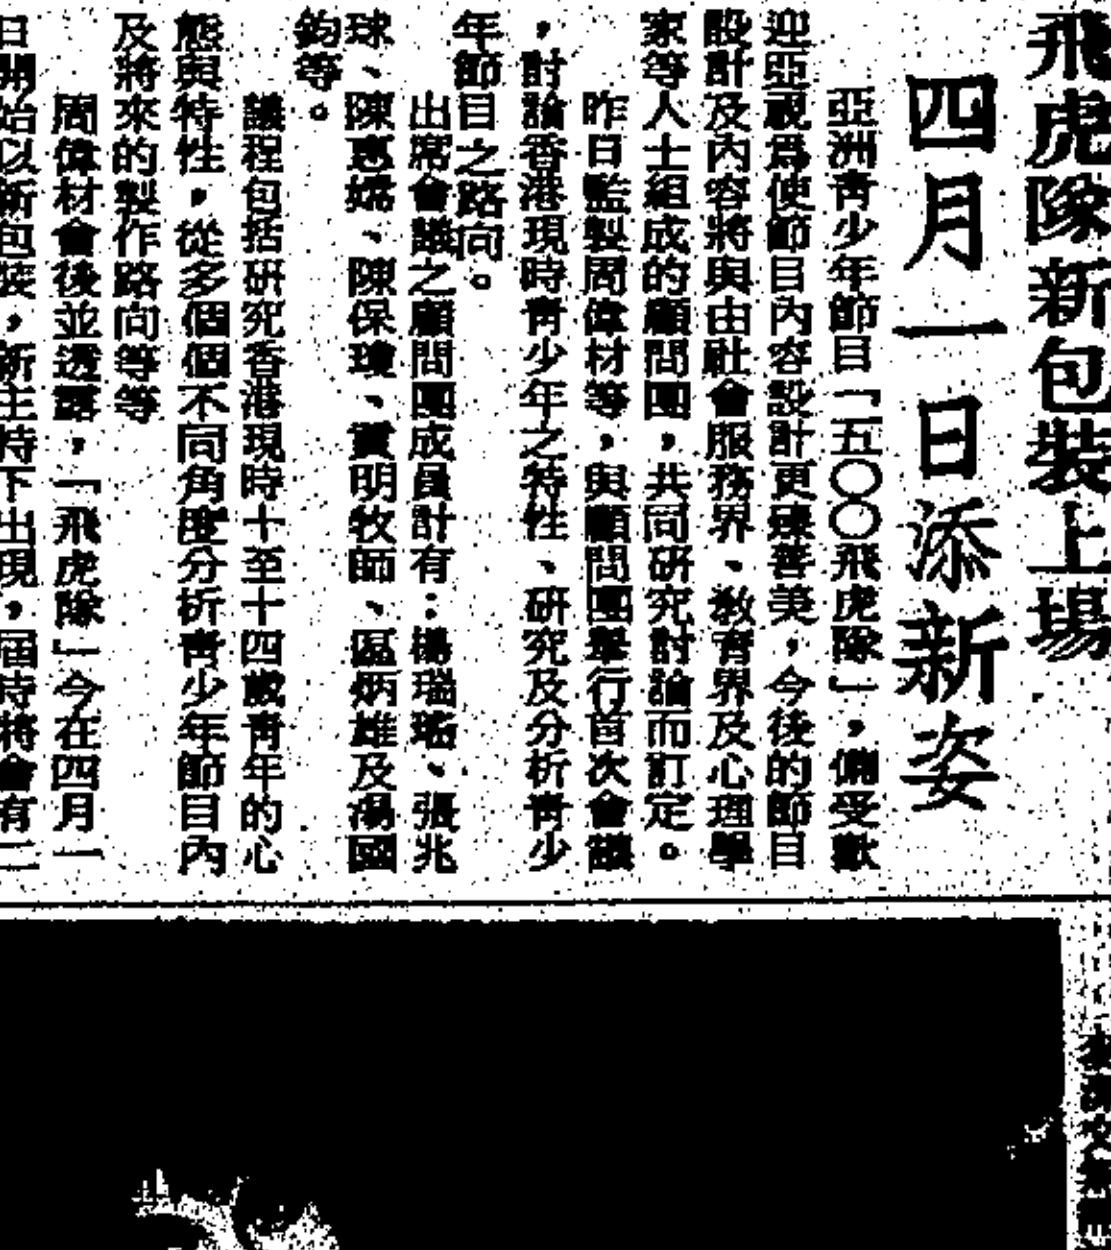 飛虎隊新包裝上場
四月一日添新姿
亞洲靑少年節目「五〇〇飛虎隊」，備受歡
迎亞視爲使節目內容設計更臻善美，今後的節目
設計及內容將與由社會服務界、敎育界及心理學
家等人士組成的顧問團，共同硏究討論而訂定。
昨日監製周偉材等，與顧問團舉行首次會議
，討論香港現時靑少年之特性、硏究及分析靑少
年節目之路向。
出席會議之顧問團成員計有：楊瑞瑤、張兆
球、陳惠嫦、陳保瓊、黃明牧師、區炳雄及湯國
鈞等。
議程包括硏究香港現時十至十四歲靑年的心
態與特性，從多個個不同角度分析靑少年節目內
及將來的製作路向等等
周偉材會後並透露，「飛虎隊」今在四月一
日開始以新包裝，新主持下出現，屆時將會有二